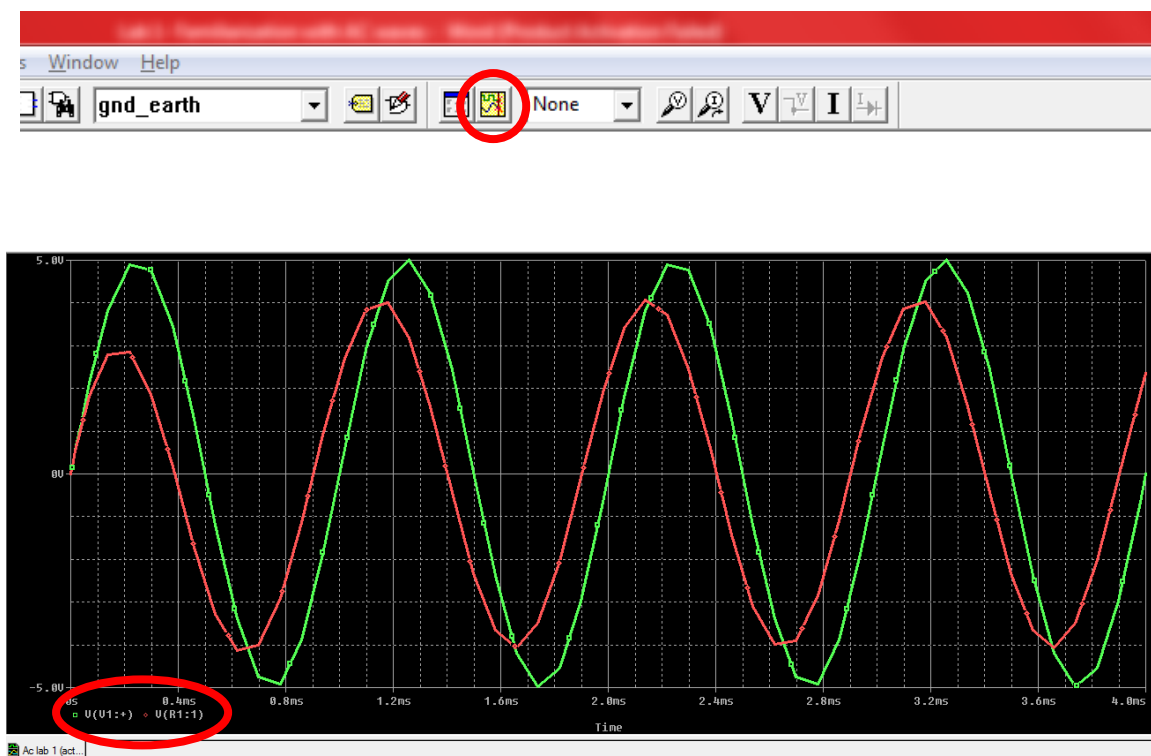 s Window Help
gnd_earth None V V V I I
5.0V
0V
-5.0V
0s 0.4ms 0.8ms 1.2ms 1.6ms 2.0ms 2.4ms 2.8ms 3.2ms 3.6ms 4.0ms
V(V1:+) V(R1:1)
Time
Ac lab 1 (act...